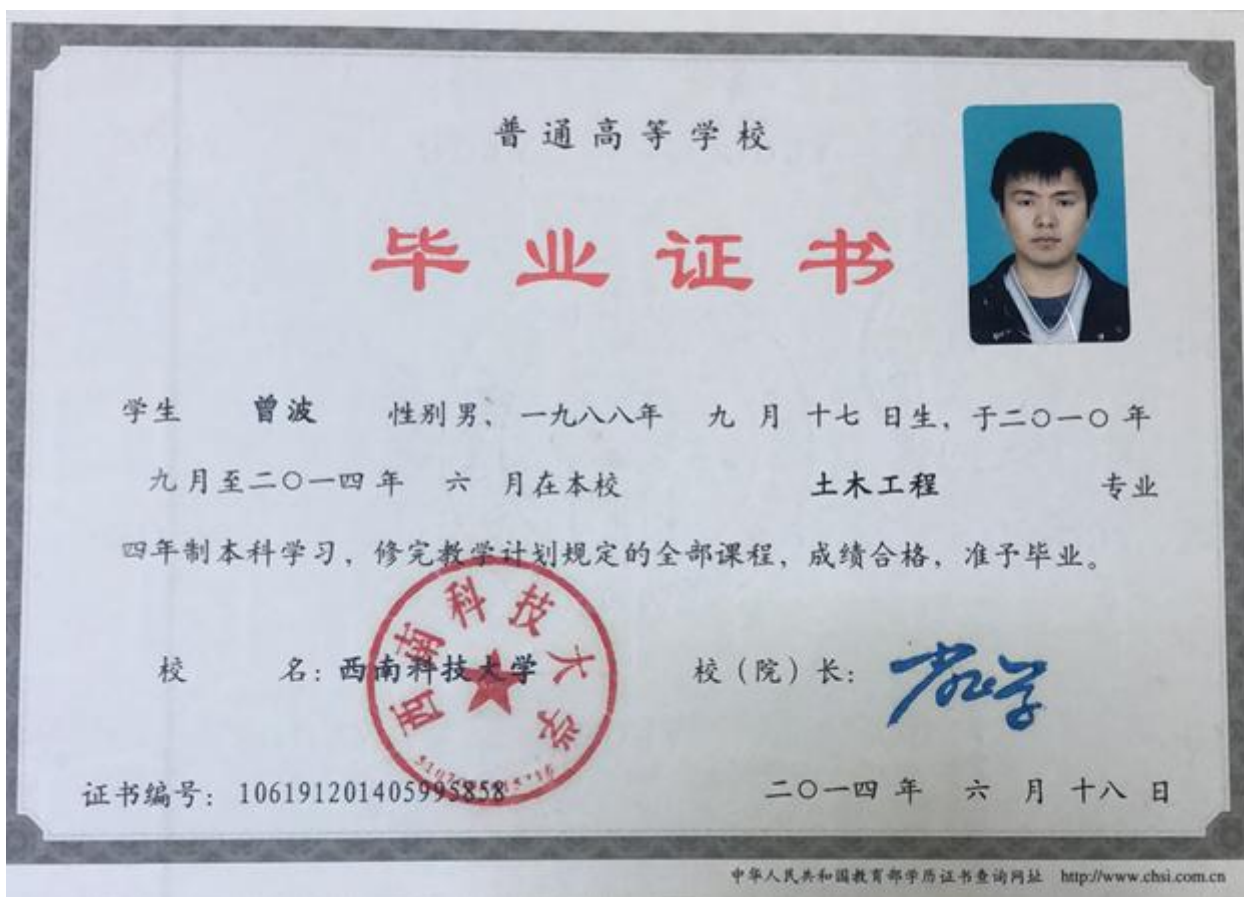 普通高等学校
毕业证书
学生 曾波 性别男、一九八八年 九 月 十七 日生，于二〇一〇 年
九月至二〇一四 年 六 月在本校 土木工程 专业
四年制本科学习，修完教学计划规定的全部课程，成绩合格，准予毕业。
校 名：西南科技大学 校（院）长：
西南科技大学
证书编号：106191201405995858 二〇一四 年 六 月 十八 日
中华人民共和国教育部学历证书查询网址 http://www.chsi.com.cn